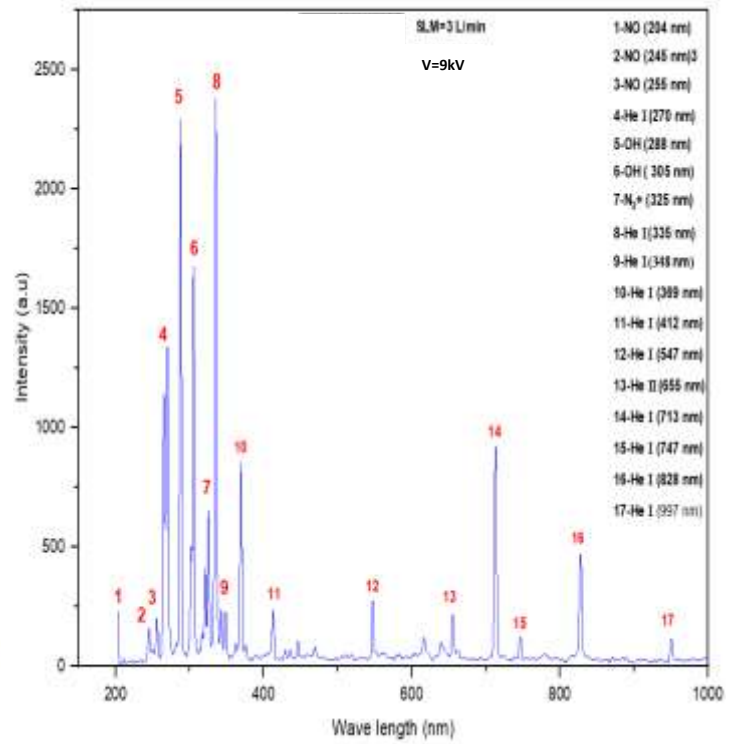 SLM=3 L/min
V=9kV
1-NO (204 nm)
2-NO (245 nm)3
3-NO (255 nm)
4-He I (270 nm)
5-OH (288 nm)
6-OH ( 305 nm)
7-N₂+ (325 nm)
8-He I(335 nm)
9-He I(348 nm)
10-He I (369 nm)
11-He I (412 nm)
12-He I (547 nm)
13-He II (655 nm)
14-He I (713 nm)
15-He I (747 nm)
16-He I (828 nm)
17-He I (997 nm)
Intensity (a.u)
2500
2000
1500
1000
500
0
1
2
3
4
5
6
7
8
9
10
11
12
13
14
15
16
17
200
400
600
800
1000
Wave length (nm)